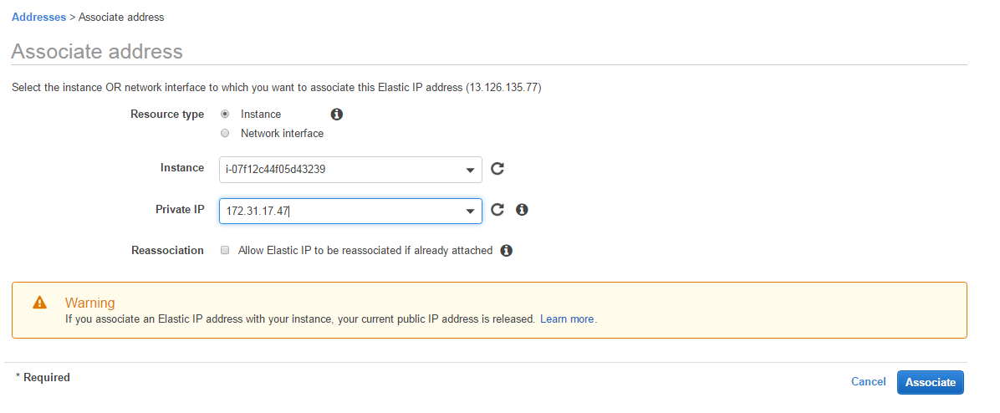 Addresses > Associate address
Associate address
Select the instance OR network interface to which you want to associate this Elastic IP address (13.126.135.77)
Resource type Instance
Network interface
Instance i-07f12c44f05d43239
Private IP 172.31.17.47
Reassociation Allow Elastic IP to be reassociated if already attached
Warning
If you associate an Elastic IP address with your instance, your current public IP address is released. Learn more.
* Required
Cancel Associate